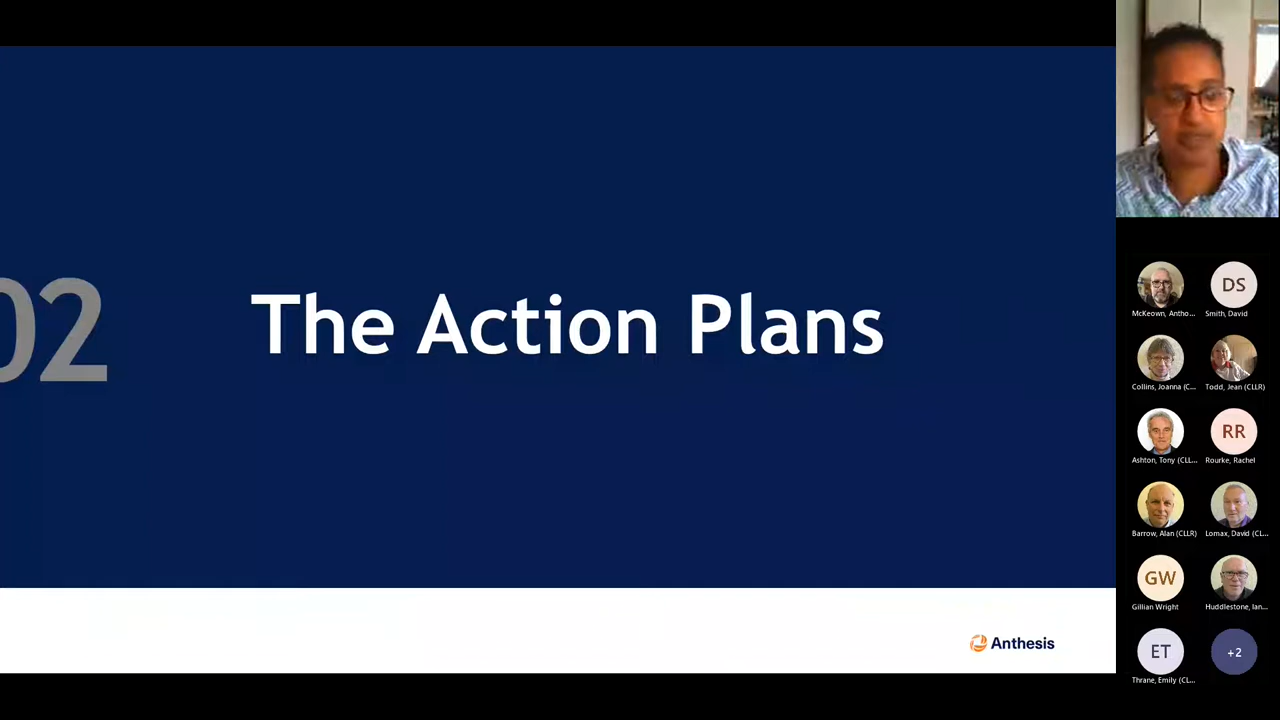 02
The Action Plans
Anthesis
McKeown, Antho...
DS
Smith, David
Collins, Joanna (C...
Todd, Jean (CLLR)
Ashton, Tony (CLL...
RR
Rourke, Rachel
Barrow, Alan (CLLR)
Lomax, David (CL...
GW
Gillian Wright
Huddlestone, Ian...
ET
Thrane, Emily (CL...
+2